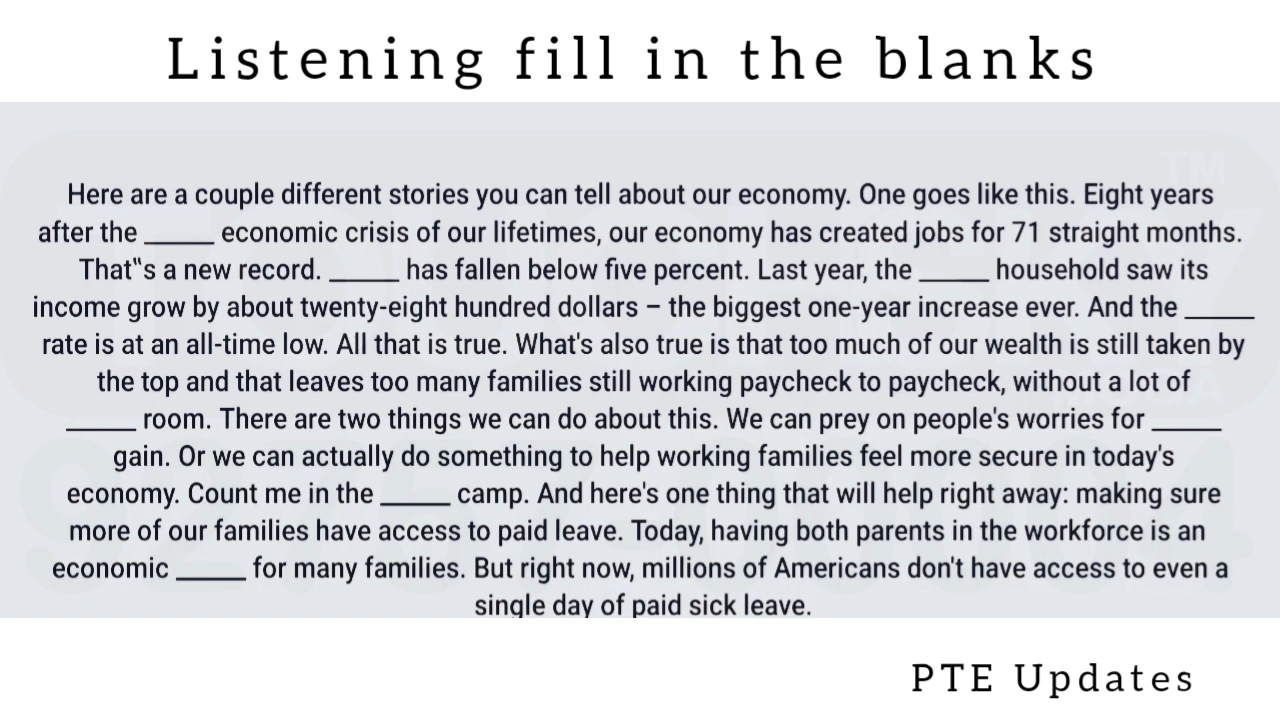 Listening fill in the blanks
TM
Here are a couple different stories you can tell about our economy. One goes like this. Eight years
after the _____ economic crisis of our lifetimes, our economy has created jobs for 71 straight months.
That‟s a new record. _____ has fallen below five percent. Last year, the _____ household saw its
income grow by about twenty-eight hundred dollars – the biggest one-year increase ever. And the _____
rate is at an all-time low. All that is true. What's also true is that too much of our wealth is still taken by
the top and that leaves too many families still working paycheck to paycheck, without a lot of
_____ room. There are two things we can do about this. We can prey on people's worries for _____
gain. Or we can actually do something to help working families feel more secure in today's
economy. Count me in the _____ camp. And here's one thing that will help right away: making sure
more of our families have access to paid leave. Today, having both parents in the workforce is an
economic _____ for many families. But right now, millions of Americans don't have access to even a
single day of paid sick leave.
PTE Updates